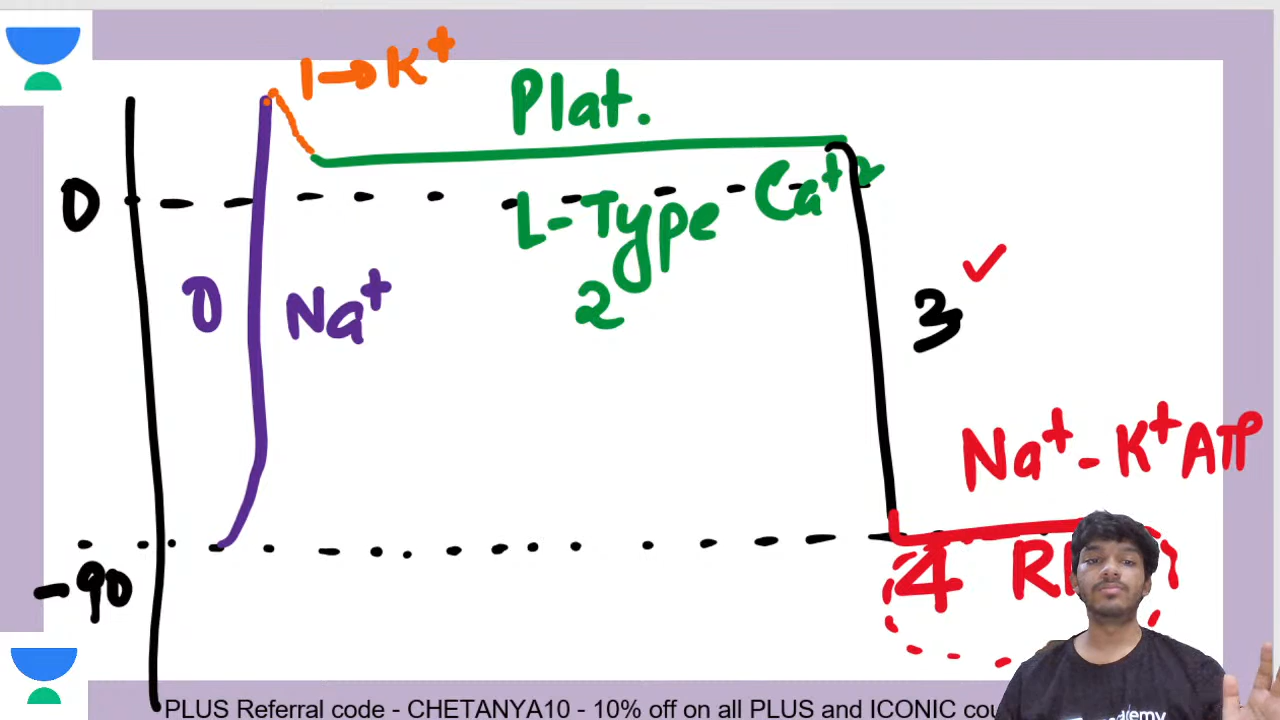 1→K+
Plat.
0
L-Type Ca+2
0
Na+
2
3 ✓
Na+-K+ATP
-90
4
PLUS Referral code - CHETANYA10 - 10% off on all PLUS and ICONIC